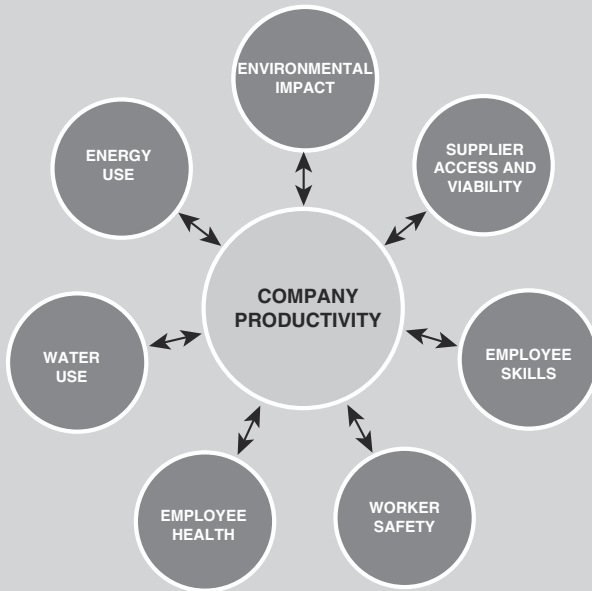 ENVIRONMENTAL
IMPACT
SUPPLIER
ACCESS AND
VIABILITY
EMPLOYEE
SKILLS
WORKER
SAFETY
EMPLOYEE
HEALTH
WATER
USE
ENERGY
USE
COMPANY
PRODUCTIVITY